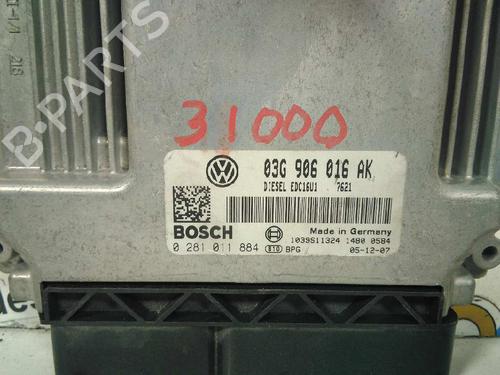 B-PARTS
31000
03G 906 016 AK
DIESEL EDC16U1 7621
BOSCH
Made in Germany
1039S11324 1480 0584
0 281 011 884 810 BPG 05-12-07